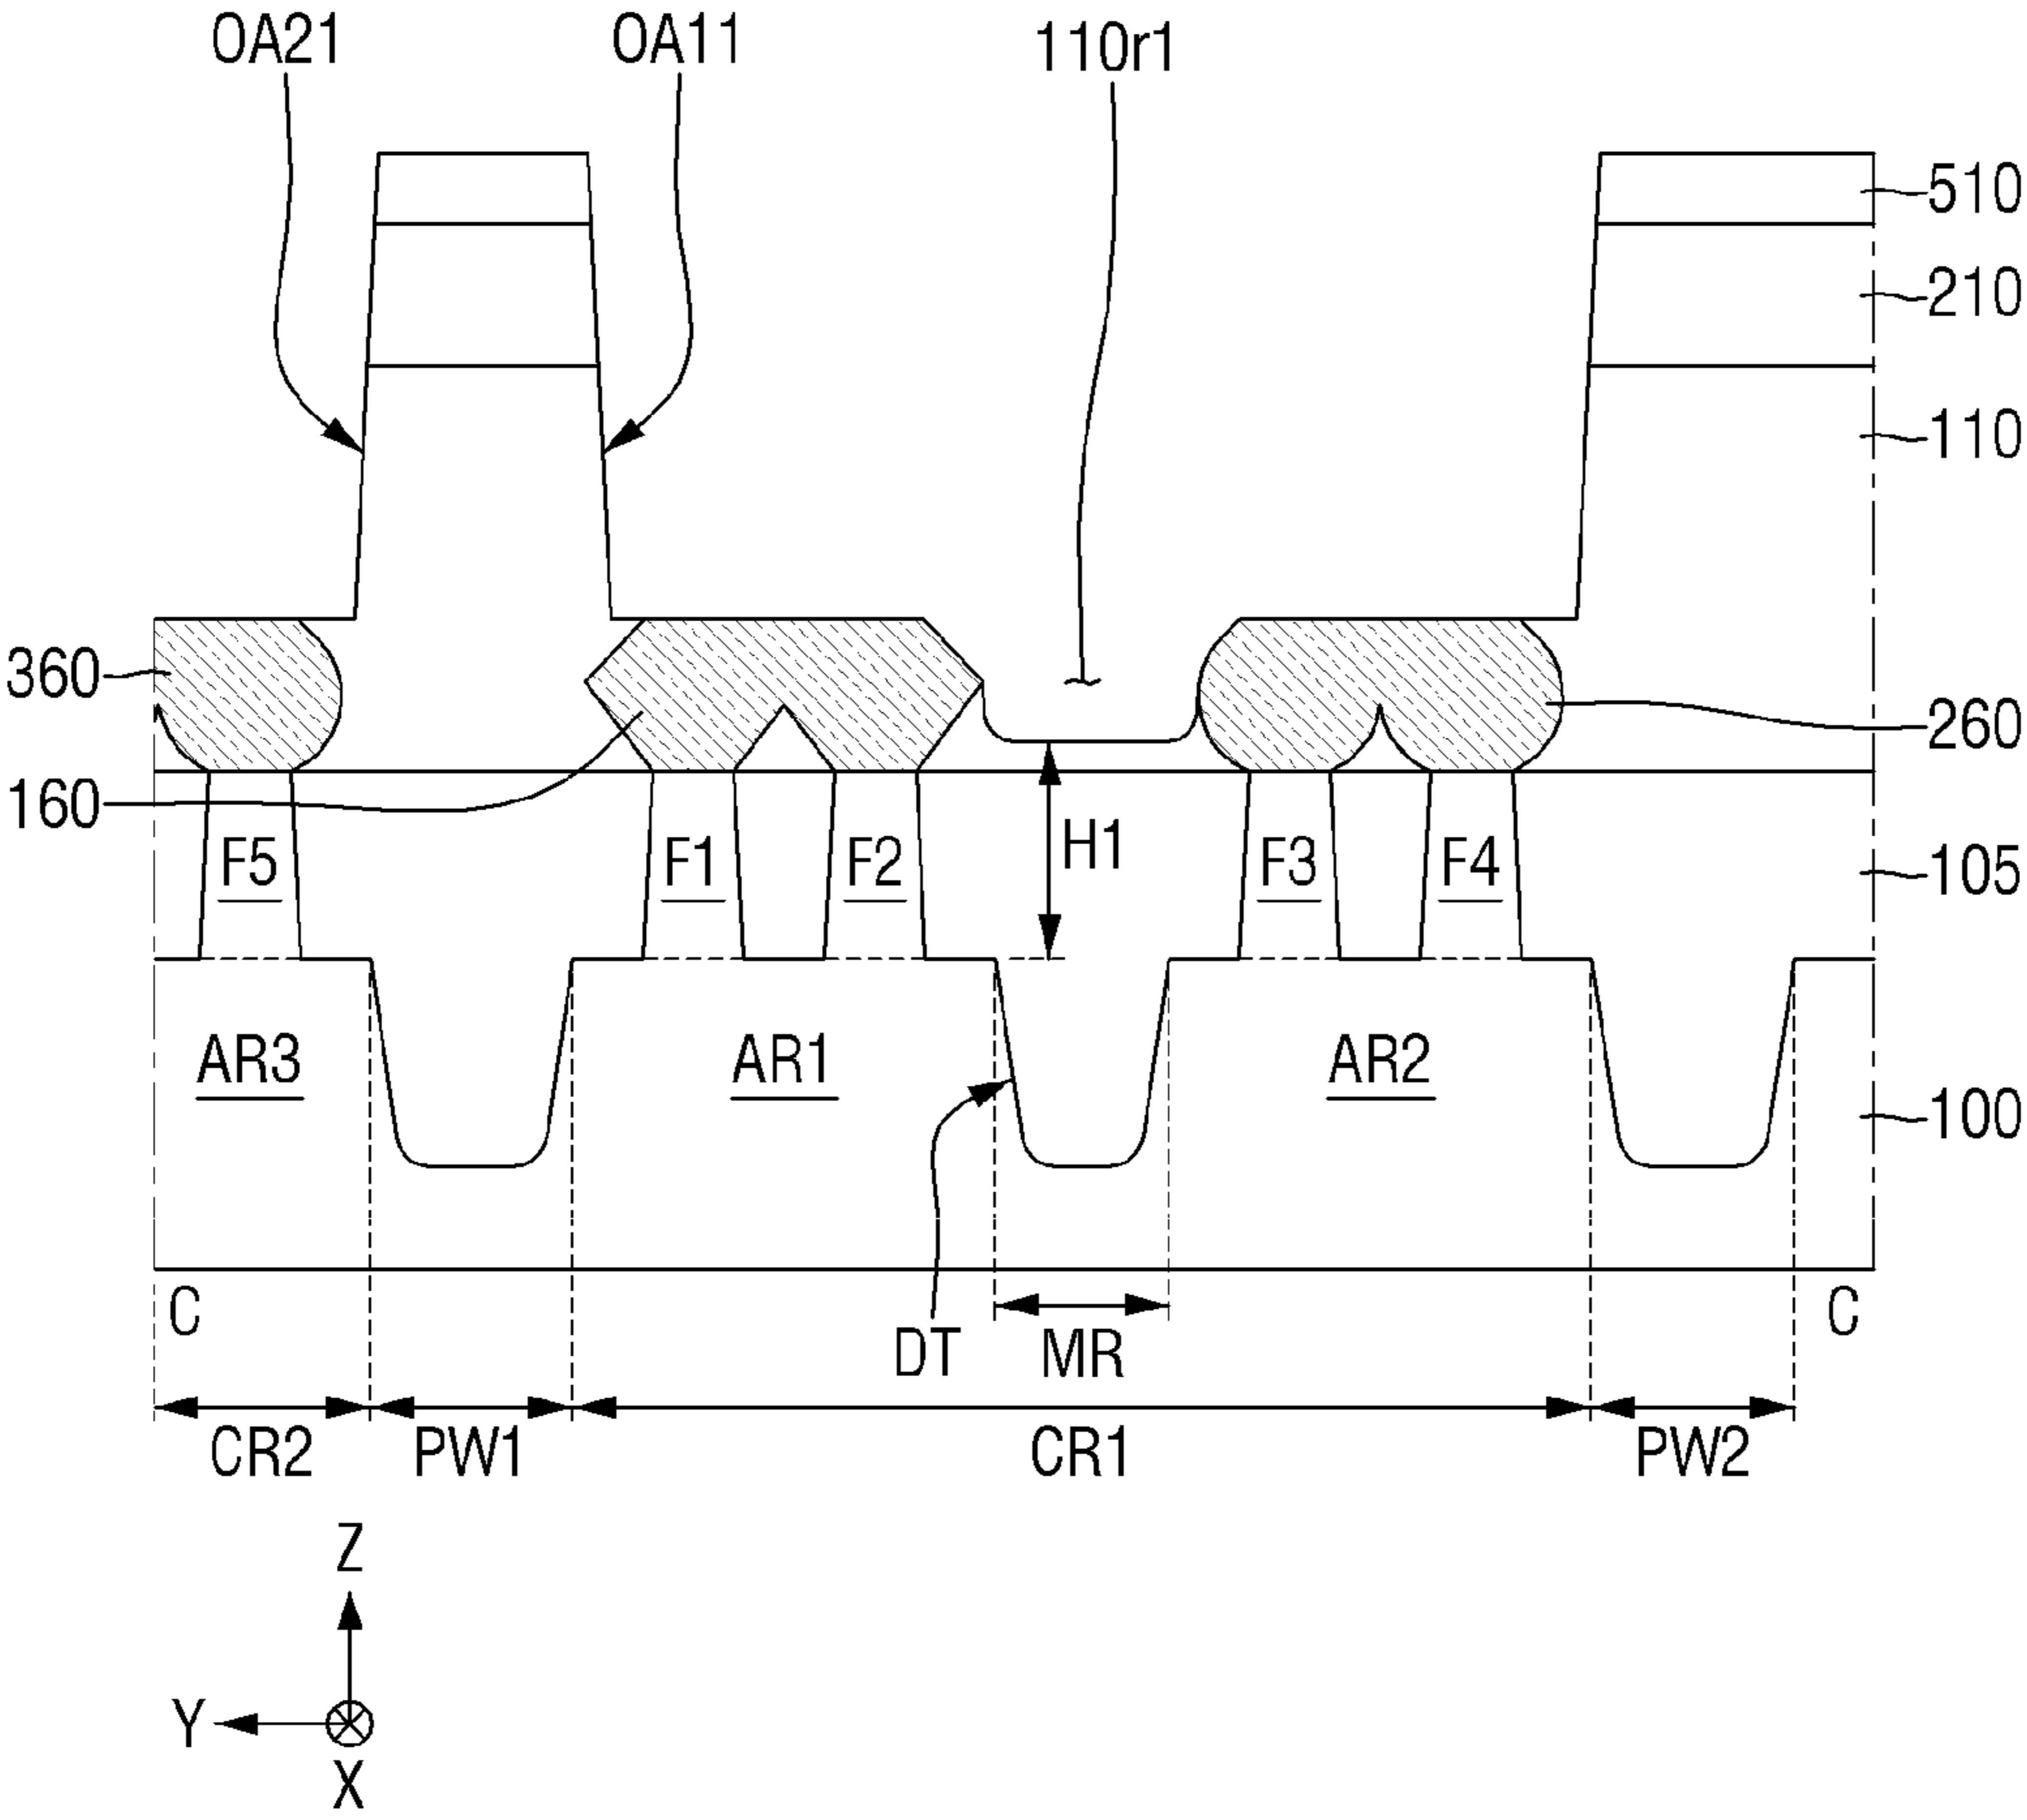 OA21 OA11 110r1
510
210
110
360
260
160
F5 F1 F2 H1 F3 F4
105
AR3 AR1 AR2
100
C C
DT MR
CR2 PW1 CR1 PW2
Z
Y
X